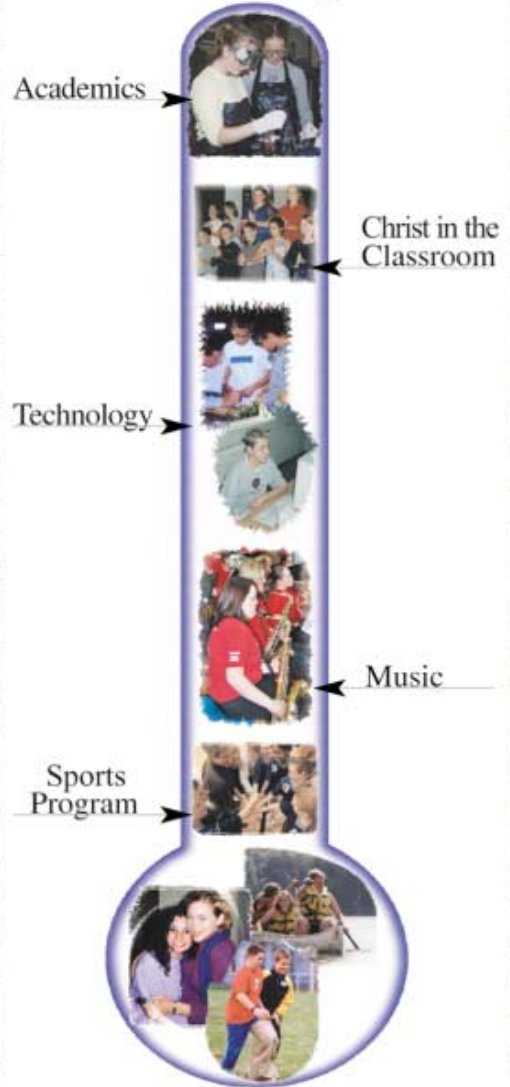 Academics
Christ in the
Classroom
Technology
Music
Sports
Program